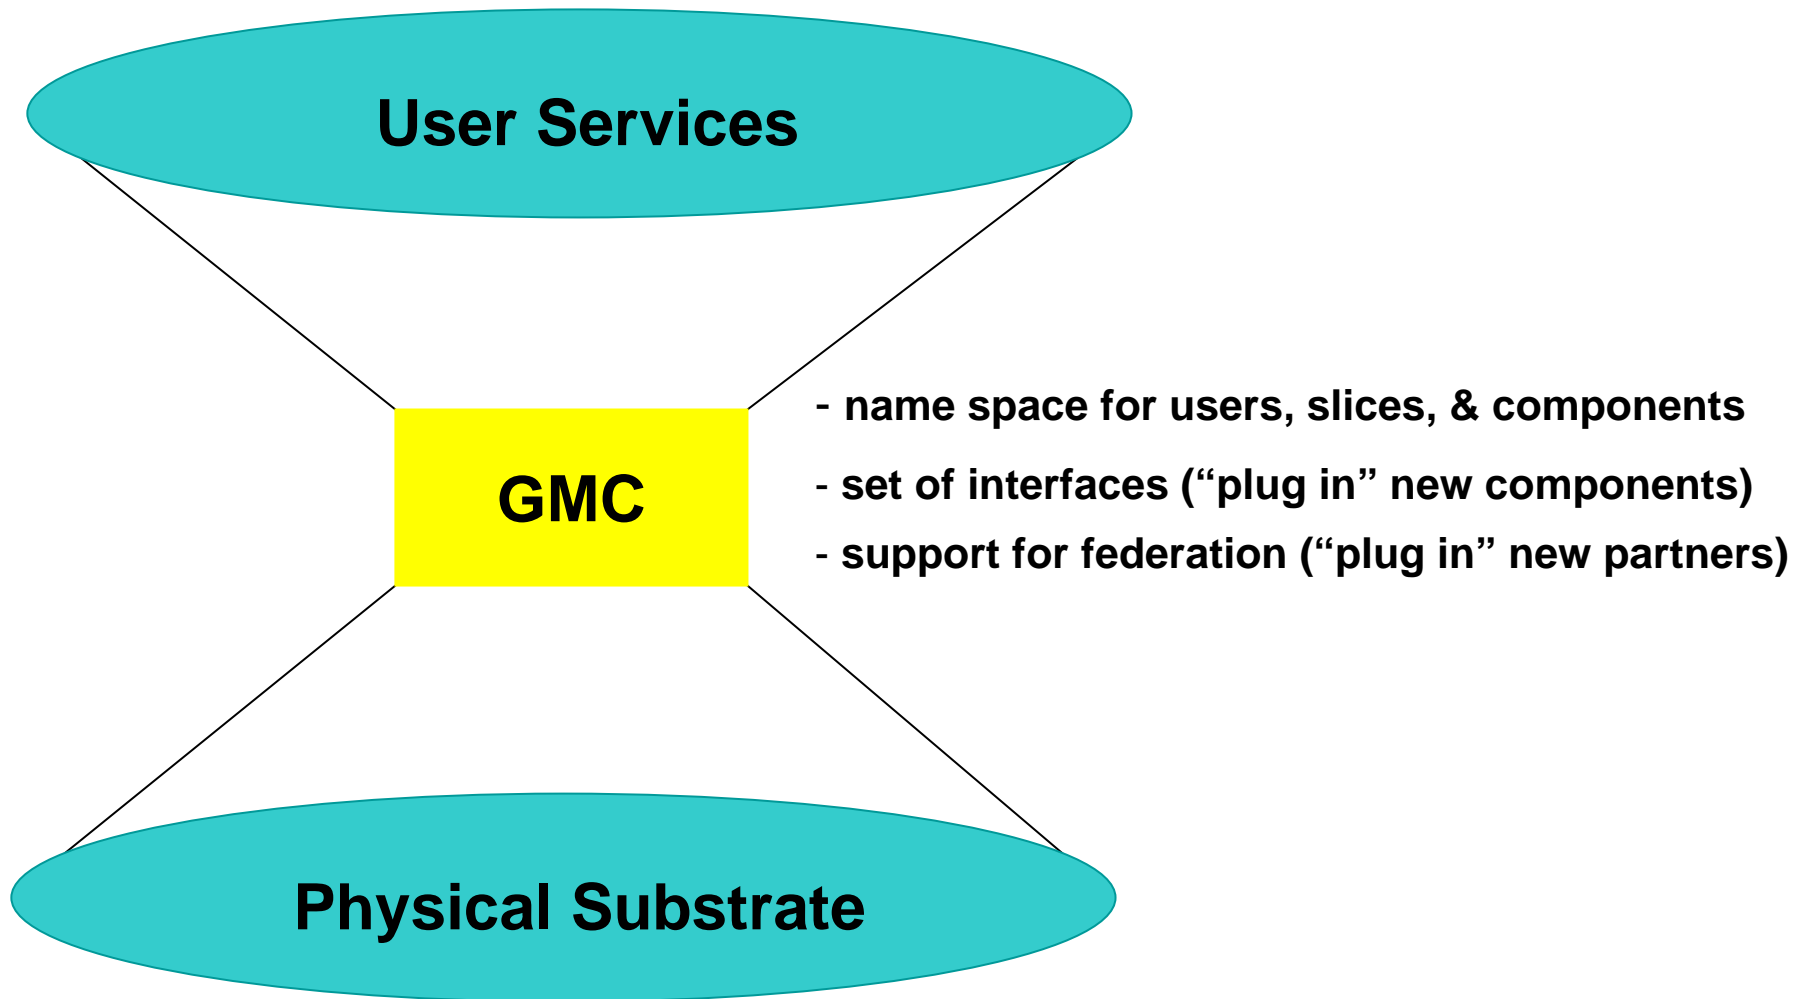 User Services
GMC
- name space for users, slices, & components
- set of interfaces (“plug in” new components)
- support for federation (“plug in” new partners)
Physical Substrate